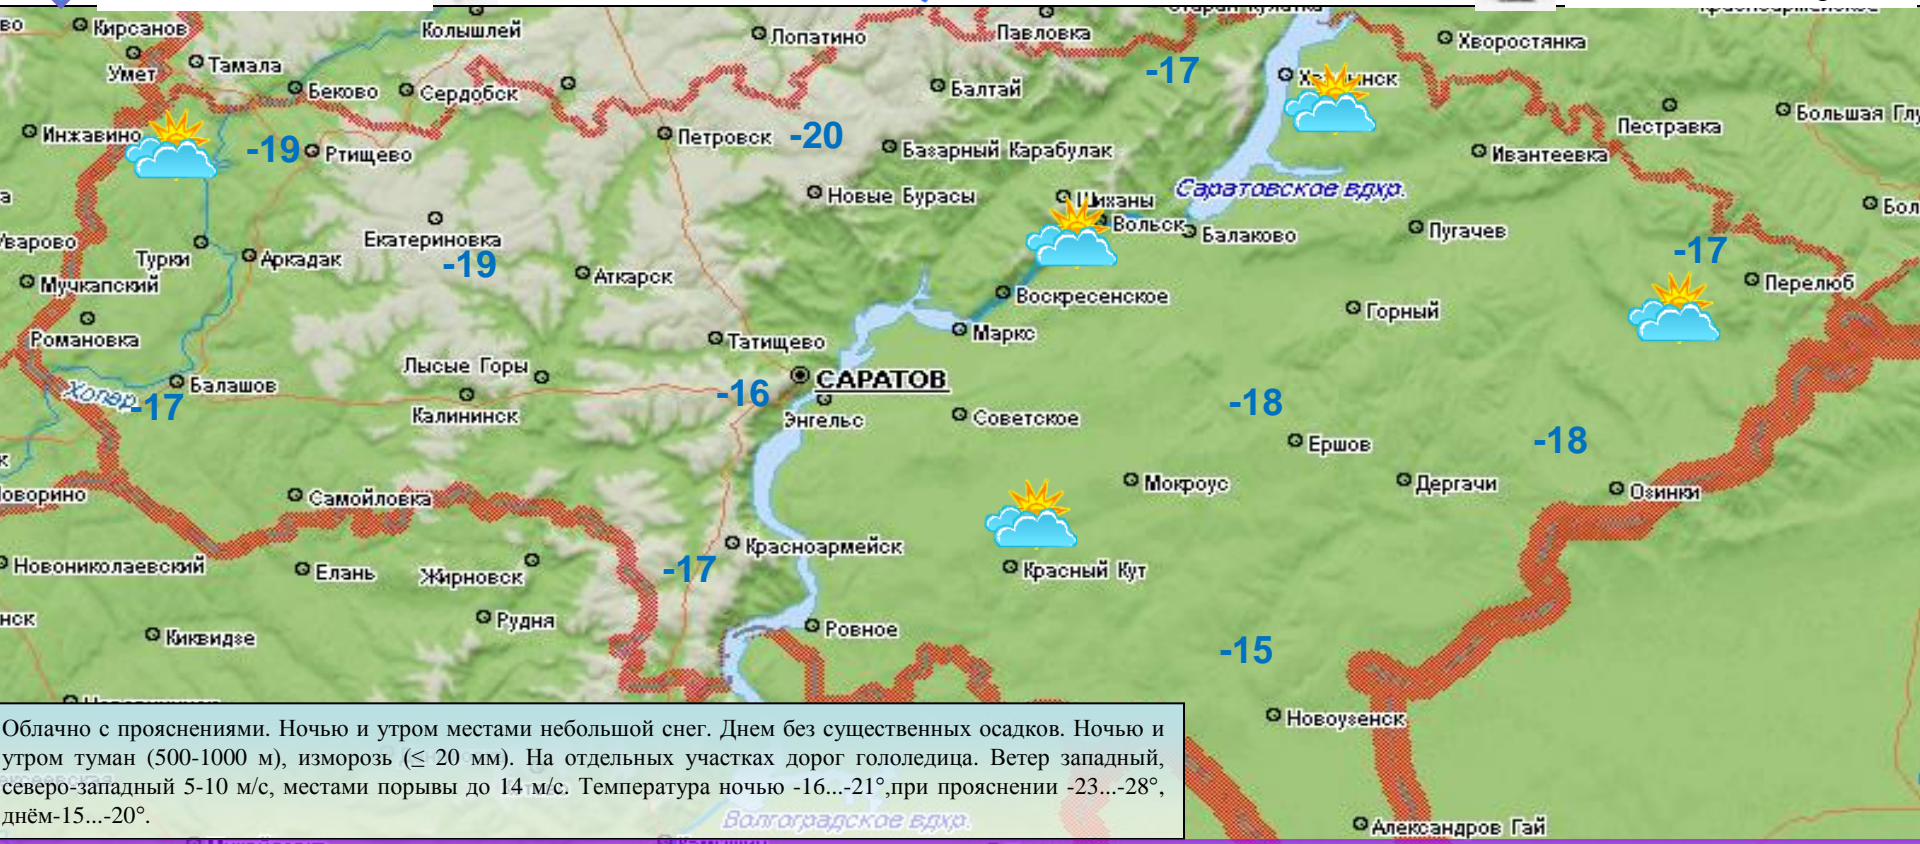 Кирсанов
Колышлей
Лопатино
Павловка
Хворостянка
Умет
Тамала
-17
Беково
Сердобск
Балтай
Пестравка
Большая Глу
Инжавино
-19
Ртищево
Петровск
-20
Базарный Карабулак
Ивантеевка
Новые Бурасы
Шиханы
Саратовское вдхр.
Бол
Уварово
Екатериновка
Вольск
Балаково
Пугачев
-17
Турки
Аркадак
-19
Аткарск
Мучкапский
Воскресенское
Горный
Перелюб
Романовка
Татищево
Маркс
Лысые Горы
Балашов
САРАТОВ
Хопер
-17
-16
-18
Калининск
Энгельс
Советское
Ершов
-18
Самойловка
Мокроус
Дергачи
Озинки
Новониколаевский
Елань
Жирновск
Красноармейск
-17
Красный Кут
Рудня
Киквидзе
Ровное
-15
Новоузенск
Облачно с прояснениями. Ночью и утром местами небольшой снег. Днем без существенных осадков. Ночью и
утром туман (500-1000 м), изморозь (≤ 20 мм). На отдельных участках дорог гололедица. Ветер западный,
северо-западный 5-10 м/с, местами порывы до 14 м/с. Температура ночью -16...-21°,при прояснении -23...-28°,
днём-15...-20°.
Волгоградское вдхр.
Александров Гай